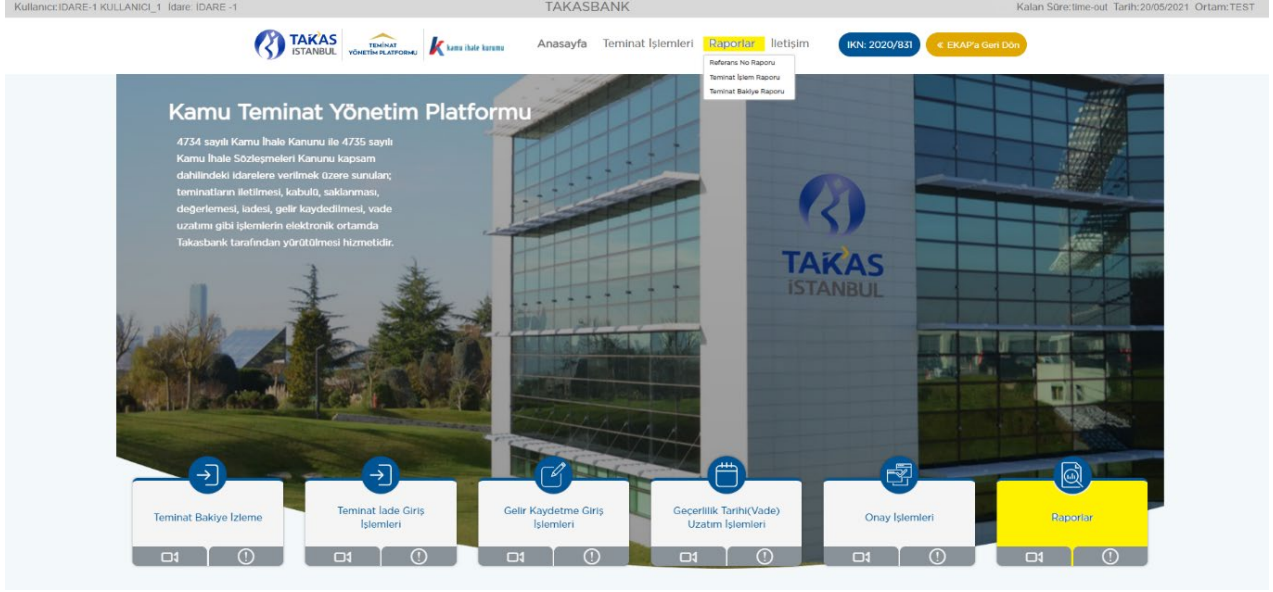 Kullanıcı:IDARE-1 KULLANICI_1 İdare: IDARE -1 TAKASBANK Kalan Süre:time-out Tarih:20/05/2021 Ortam:TEST
TAKAS
İSTANBUL
TEMİNAT
YÖNETİM PLATFORMU
kamu ihale kurumu
Anasayfa Teminat İşlemleri Raporlar İletişim
IKN: 2020/831
« EKAP'a Geri Dön
Referans No Raporu
Teminat İşlem Raporu
Teminat Bakiye Raporu
Kamu Teminat Yönetim Platformu
4734 sayılı Kamu İhale Kanunu ile 4735 sayılı
Kamu İhale Sözleşmeleri Kanunu kapsam
dahilindeki idarelere verilmek üzere sunulan;
teminatların iletilmesi, kabulü, saklanması,
değerlemesi, iadesi, gelir kaydedilmesi, vade
uzatımı gibi işlemlerin elektronik ortamda
Takasbank tarafından yürütülmesi hizmetidir.
TAKAS
İSTANBUL
Teminat Bakiye İzleme
Teminat İade Giriş
İşlemleri
Gelir Kaydetme Giriş
İşlemleri
Geçerlilik Tarihi(Vade)
Uzatım İşlemleri
Onay İşlemleri
Raporlar